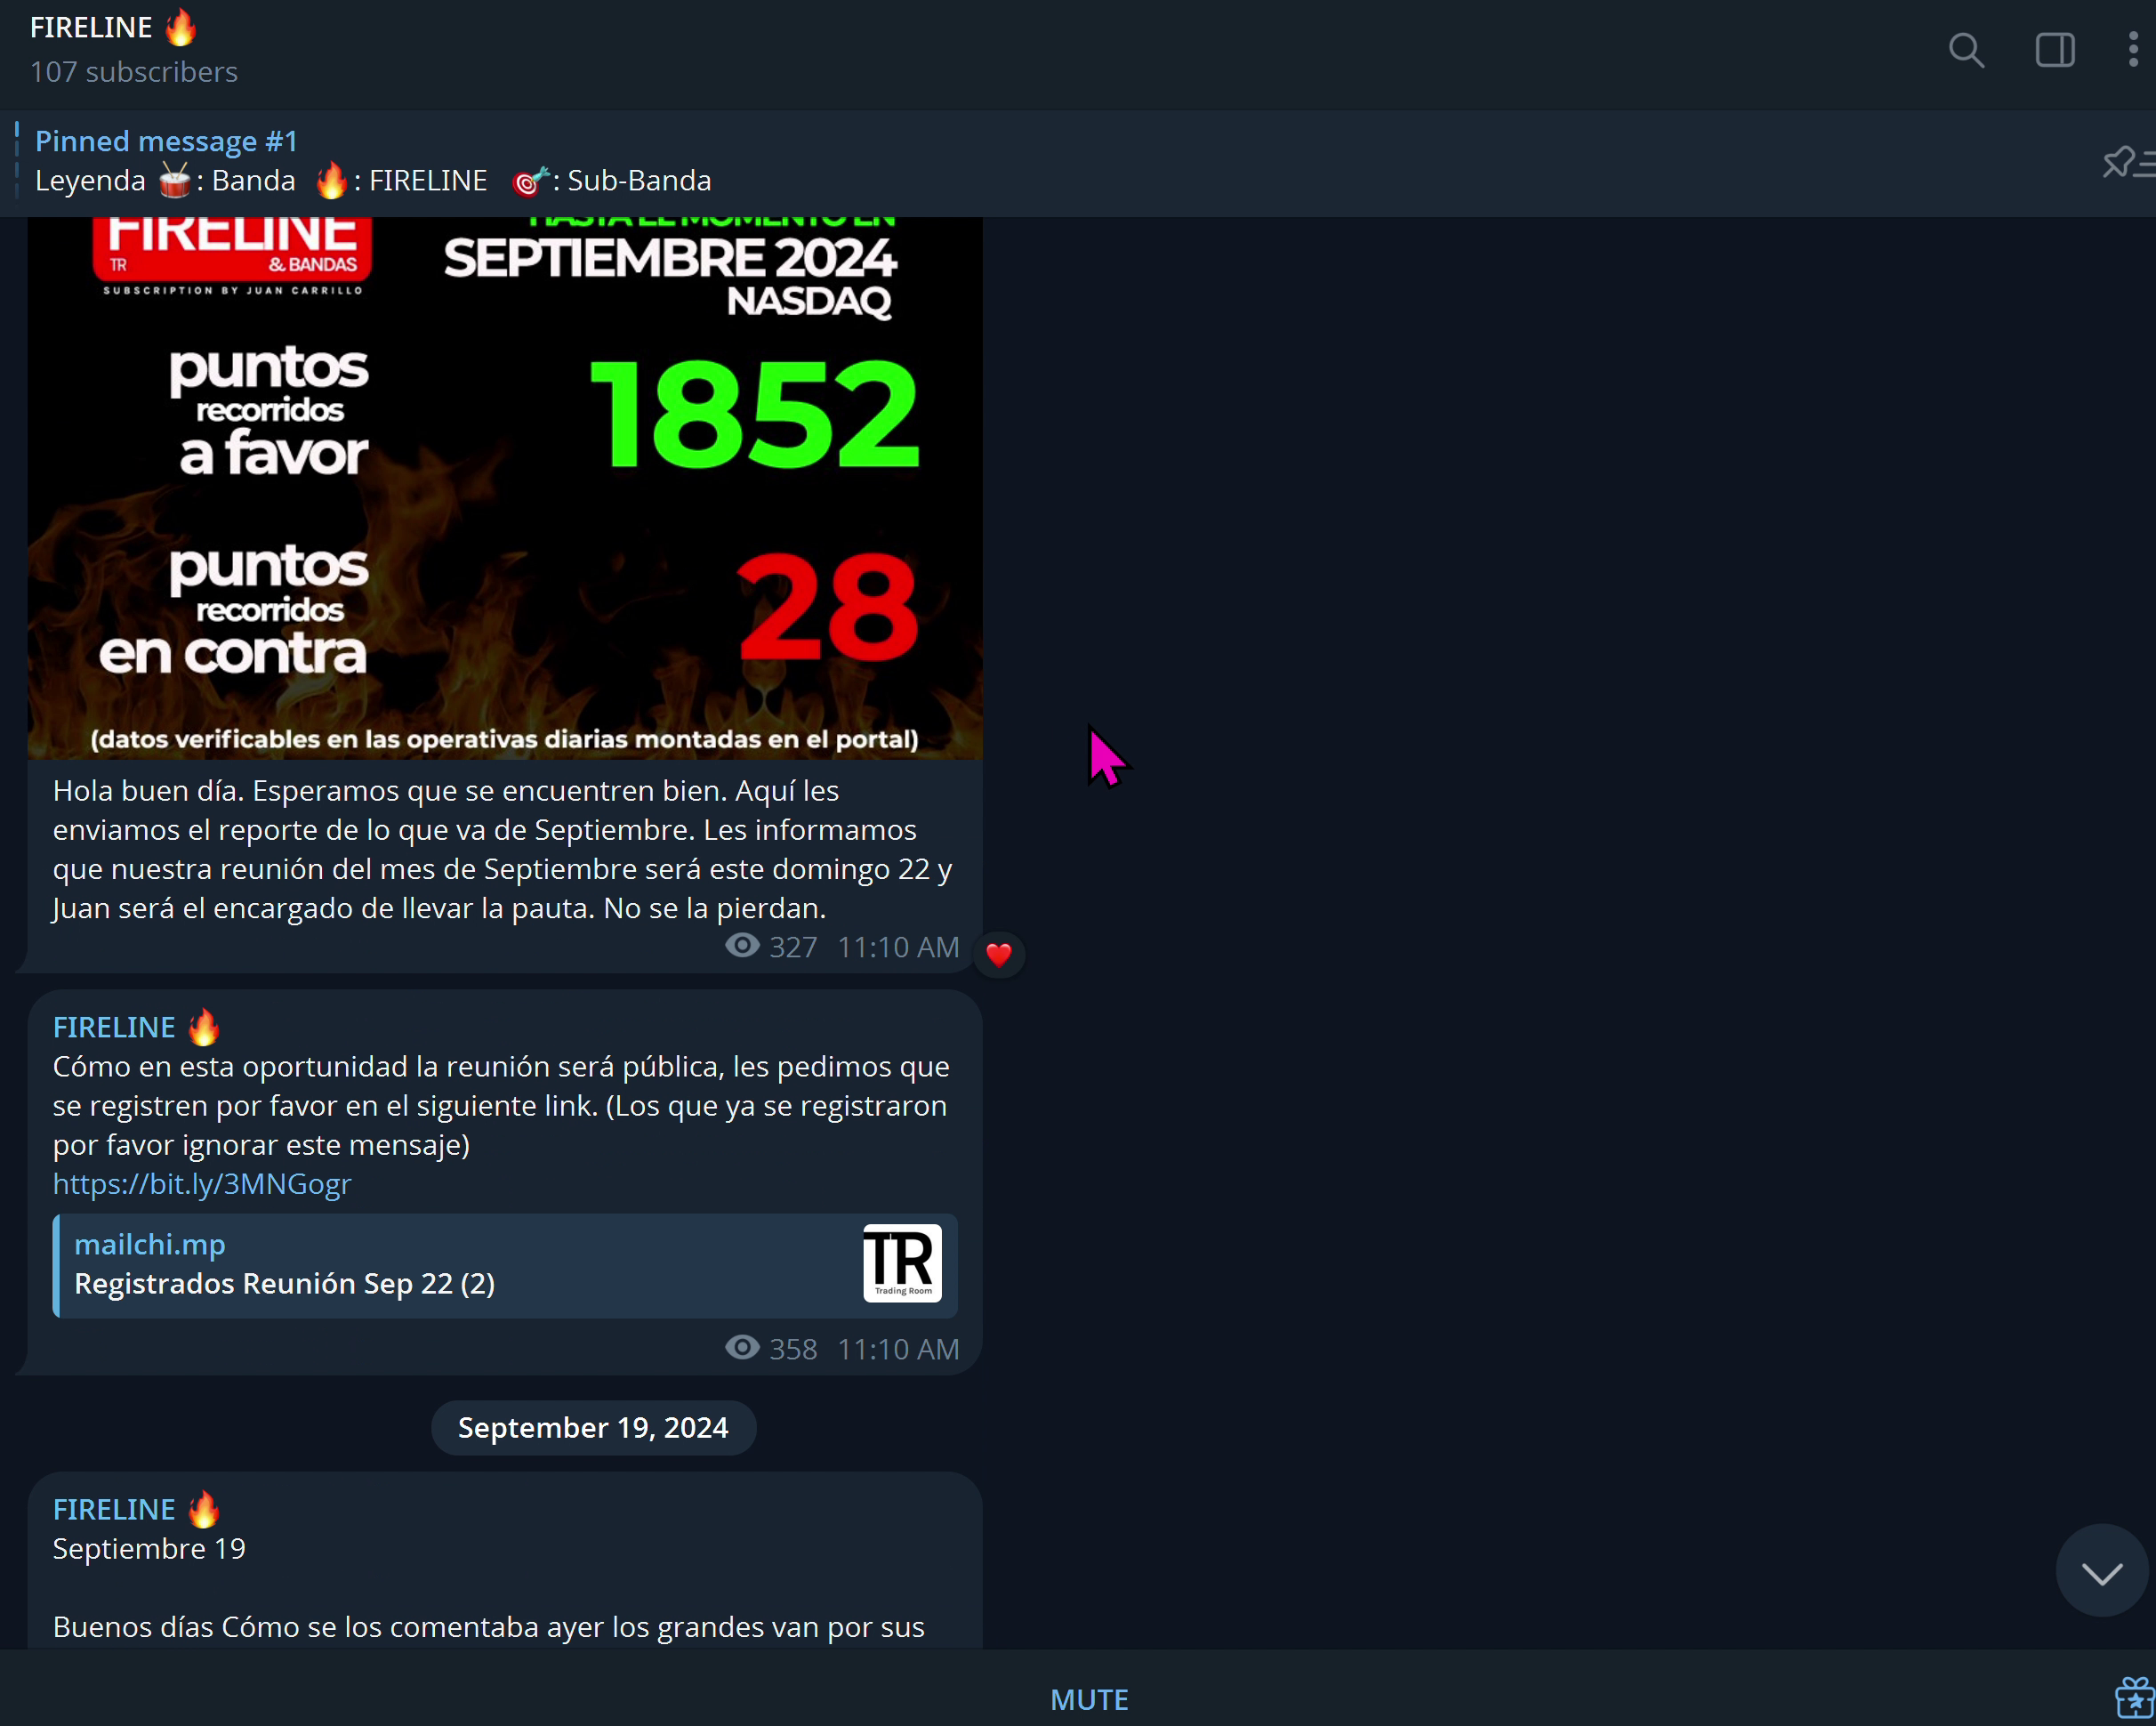 FIRELINE 🔥
107 subscribers
Pinned message #1
Leyenda 🥁: Banda 🔥: FIRELINE 🎯: Sub-Banda
FIRELINE
TR & BANDAS
SUBSCRIPTION BY JUAN CARRILLO
HASTA EL MOMENTO EN
SEPTIEMBRE 2024
NASDAQ
puntos
recorridos
a favor
1852
puntos
recorridos
en contra
28
(datos verificables en las operativas diarias montadas en el portal)
Hola buen día. Esperamos que se encuentren bien. Aquí les
enviamos el reporte de lo que va de Septiembre. Les informamos
que nuestra reunión del mes de Septiembre será este domingo 22 y
Juan será el encargado de llevar la pauta. No se la pierdan.
327 11:10 AM
FIRELINE 🔥
Cómo en esta oportunidad la reunión será pública, les pedimos que
se registren por favor en el siguiente link. (Los que ya se registraron
por favor ignorar este mensaje)
https://bit.ly/3MNGogr
mailchi.mp
Registrados Reunión Sep 22 (2)
TR
Trading Room
358 11:10 AM
September 19, 2024
FIRELINE 🔥
Septiembre 19
Buenos días Cómo se los comentaba ayer los grandes van por sus
MUTE